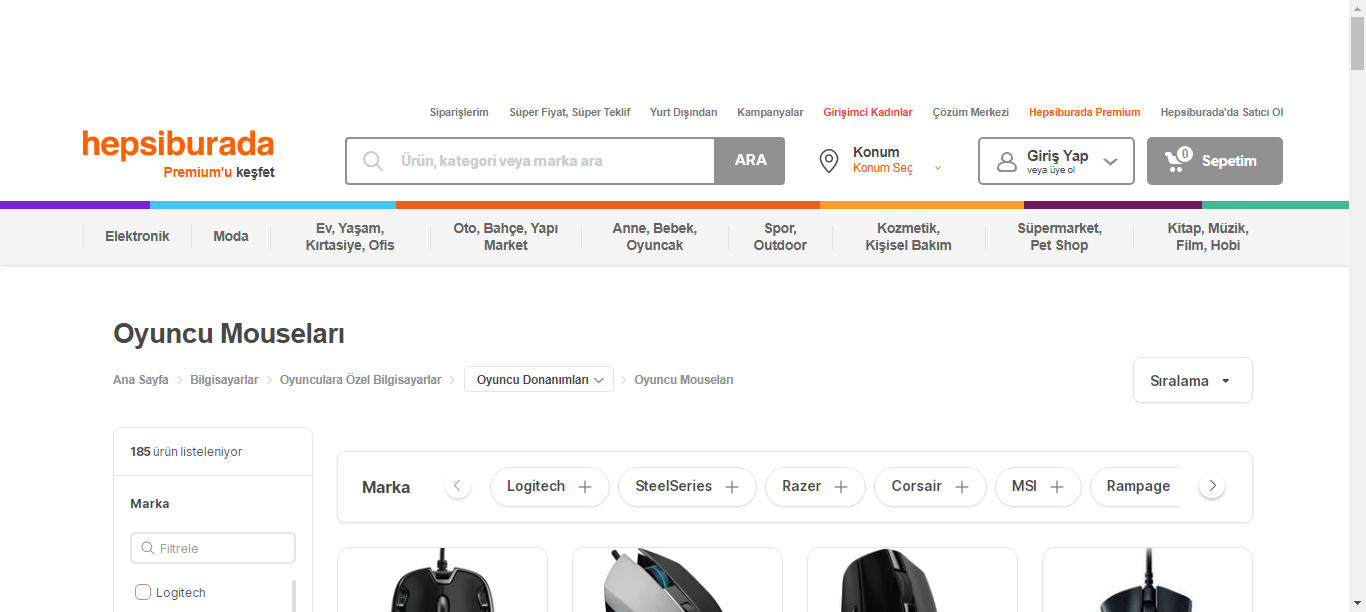 Siparişlerim Süper Fiyat, Süper Teklif Yurt Dışından Kampanyalar Girişimci Kadınlar Çözüm Merkezi Hepsiburada Premium Hepsiburada'da Satıcı Ol
hepsiburada
Premium'u keşfet
Ürün, kategori veya marka ara
ARA
Konum
Konum Seç
Giriş Yap
veya üye ol
0
Sepetim
Elektronik
Moda
Ev, Yaşam,
Kırtasiye, Ofis
Oto, Bahçe, Yapı
Market
Anne, Bebek,
Oyuncak
Spor,
Outdoor
Kozmetik,
Kişisel Bakım
Süpermarket,
Pet Shop
Kitap, Müzik,
Film, Hobi
Oyuncu Mouseları
Ana Sayfa Bilgisayarlar Oyunculara Özel Bilgisayarlar Oyuncu Donanımları Oyuncu Mouseları
Sıralama
185 ürün listeleniyor
Marka
Filtrele
Logitech
Marka Logitech SteelSeries Razer Corsair MSI Rampage